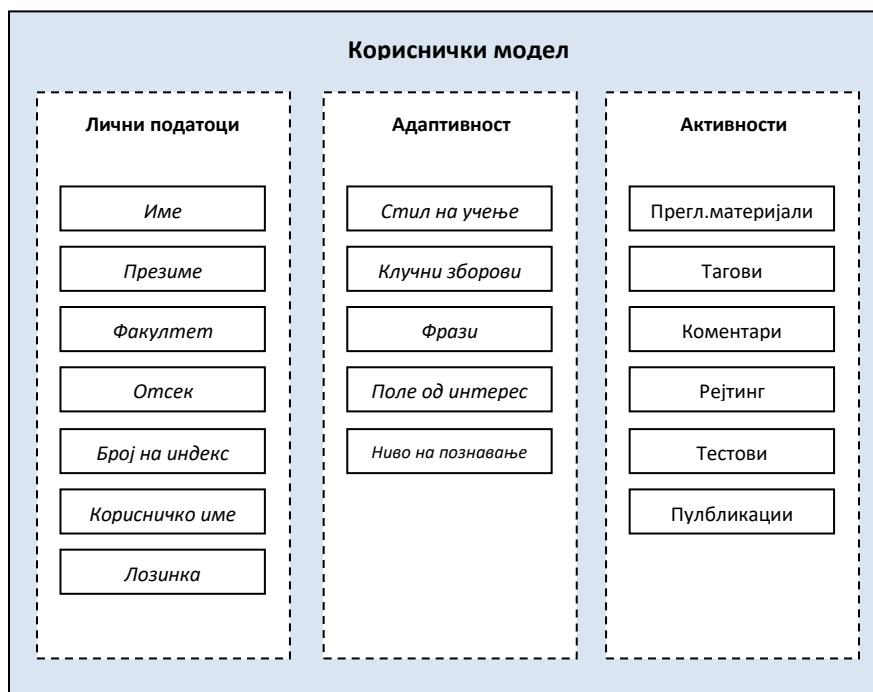 Кориснички модел
Лични податоци
Име
Презиме
Факултет
Отсек
Број на индекс
Корисничко име
Лозинка
Адаптивност
Стил на учење
Клучни зборови
Фрази
Поле од интерес
Ниво на познавање
Активности
Прегл.материјали
Тагови
Коментари
Рејтинг
Тестови
Пулбликации